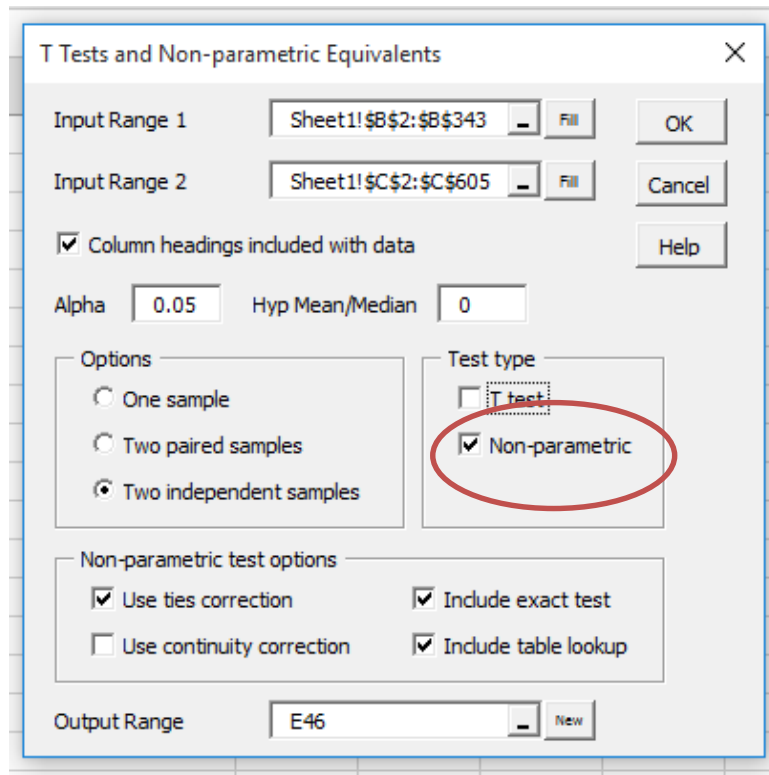 T Tests and Non-parametric Equivalents
Input Range 1 Sheet1!$B$2:$B$343 Fill OK
Input Range 2 Sheet1!$C$2:$C$605 Fill Cancel
Column headings included with data Help
Alpha 0.05 Hyp Mean/Median 0
Options Test type
One sample T test
Two paired samples Non-parametric
Two independent samples
Non-parametric test options
Use ties correction Include exact test
Use continuity correction Include table lookup
Output Range E46 New